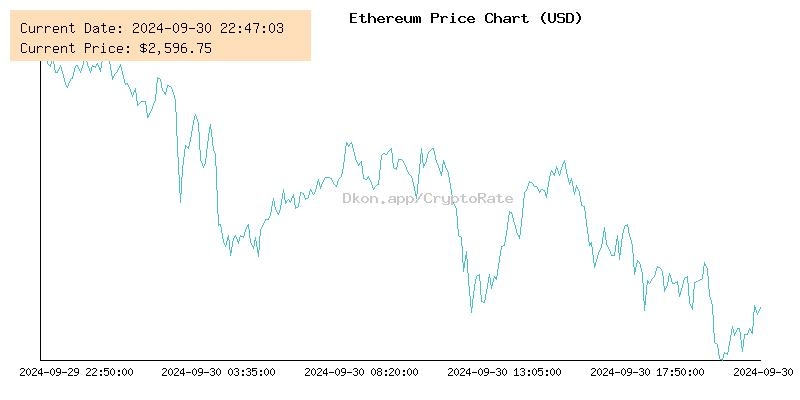 Ethereum Price Chart (USD)
Current Date: 2024-09-30 22:47:03
Current Price: $2,596.75
Dkon.app/CryptoRate
2024-09-29 22:50:00 2024-09-30 03:35:00 2024-09-30 08:20:00 2024-09-30 13:05:00 2024-09-30 17:50:00 2024-09-30